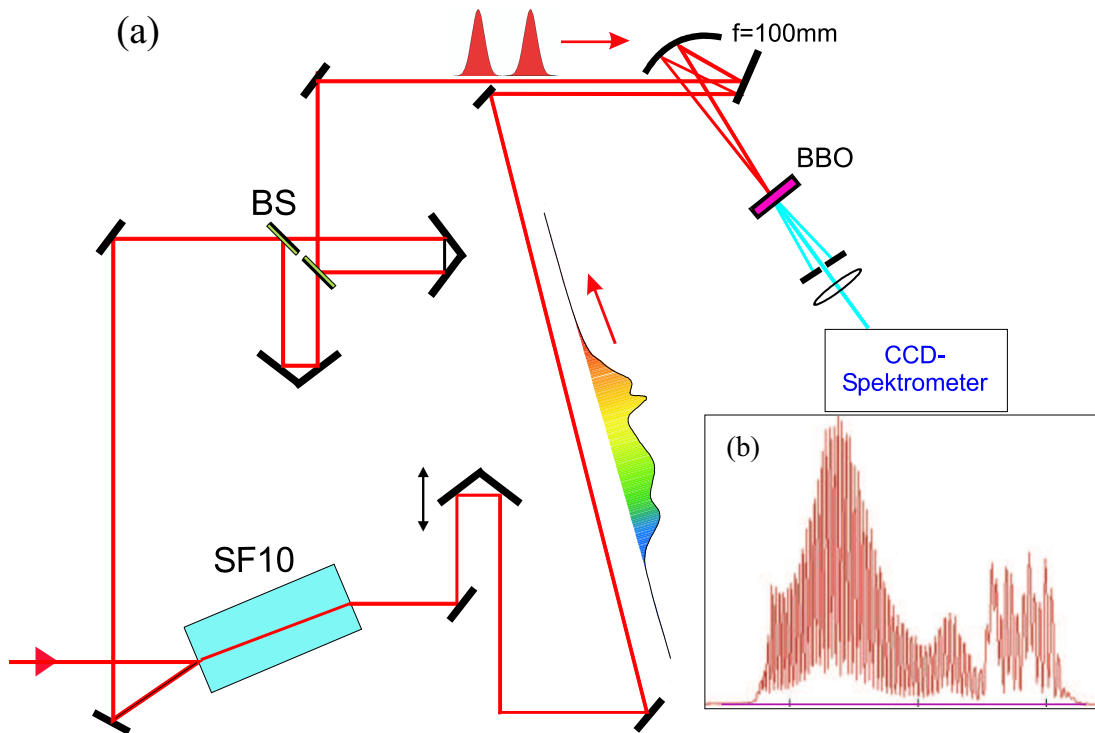 (a)
f=100mm
BBO
BS
CCD-
Spektrometer
(b)
SF10